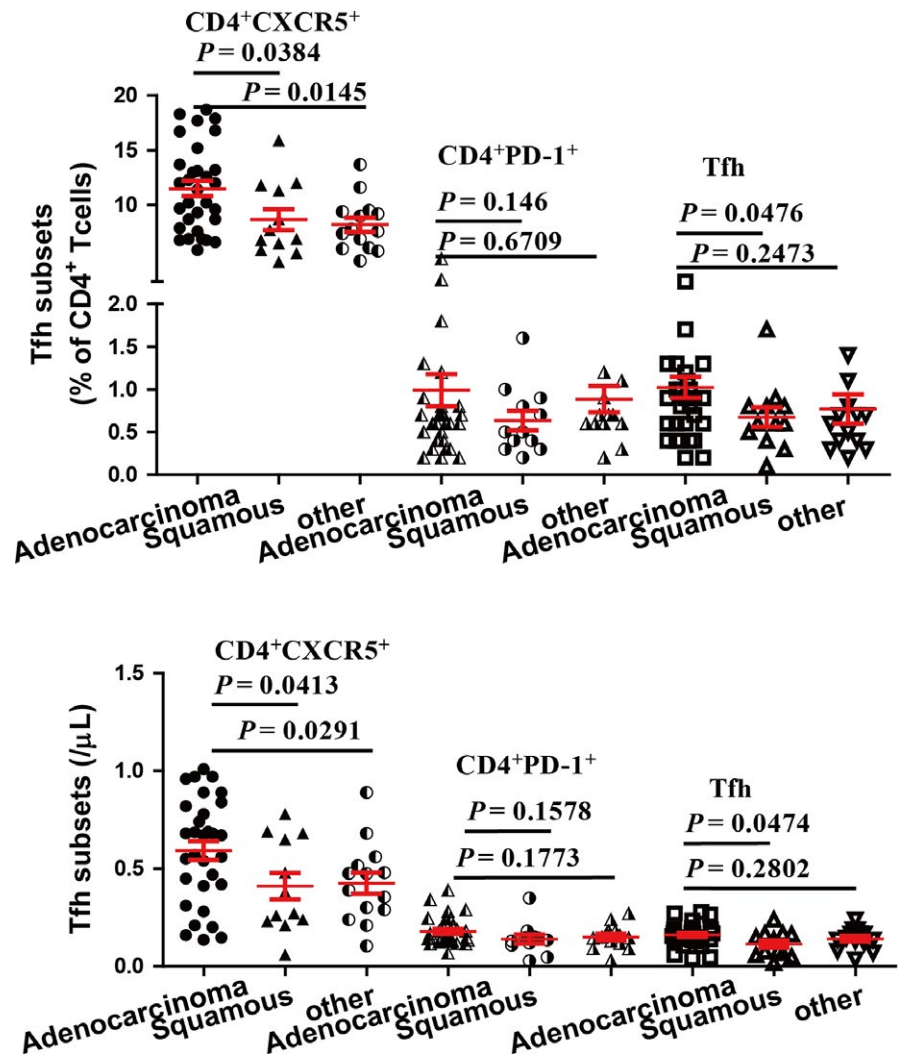 CD4⁺CXCR5⁺
P = 0.0384
P = 0.0145
CD4⁺PD-1⁺
P = 0.146
P = 0.6709
Tfh
P = 0.0476
P = 0.2473
Tfh subsets
(% of CD4⁺ Tcells)
20
15
10
2.0
1.5
1.0
0.5
0.0
Adenocarcinoma
Squamous
other
Adenocarcinoma
Squamous
other
Adenocarcinoma
Squamous
other
CD4⁺CXCR5⁺
P = 0.0413
P = 0.0291
CD4⁺PD-1⁺
P = 0.1578
P = 0.1773
Tfh
P = 0.0474
P = 0.2802
Tfh subsets (/μL)
1.5
1.0
0.5
0.0
Adenocarcinoma
Squamous
other
Adenocarcinoma
Squamous
other
Adenocarcinoma
Squamous
other